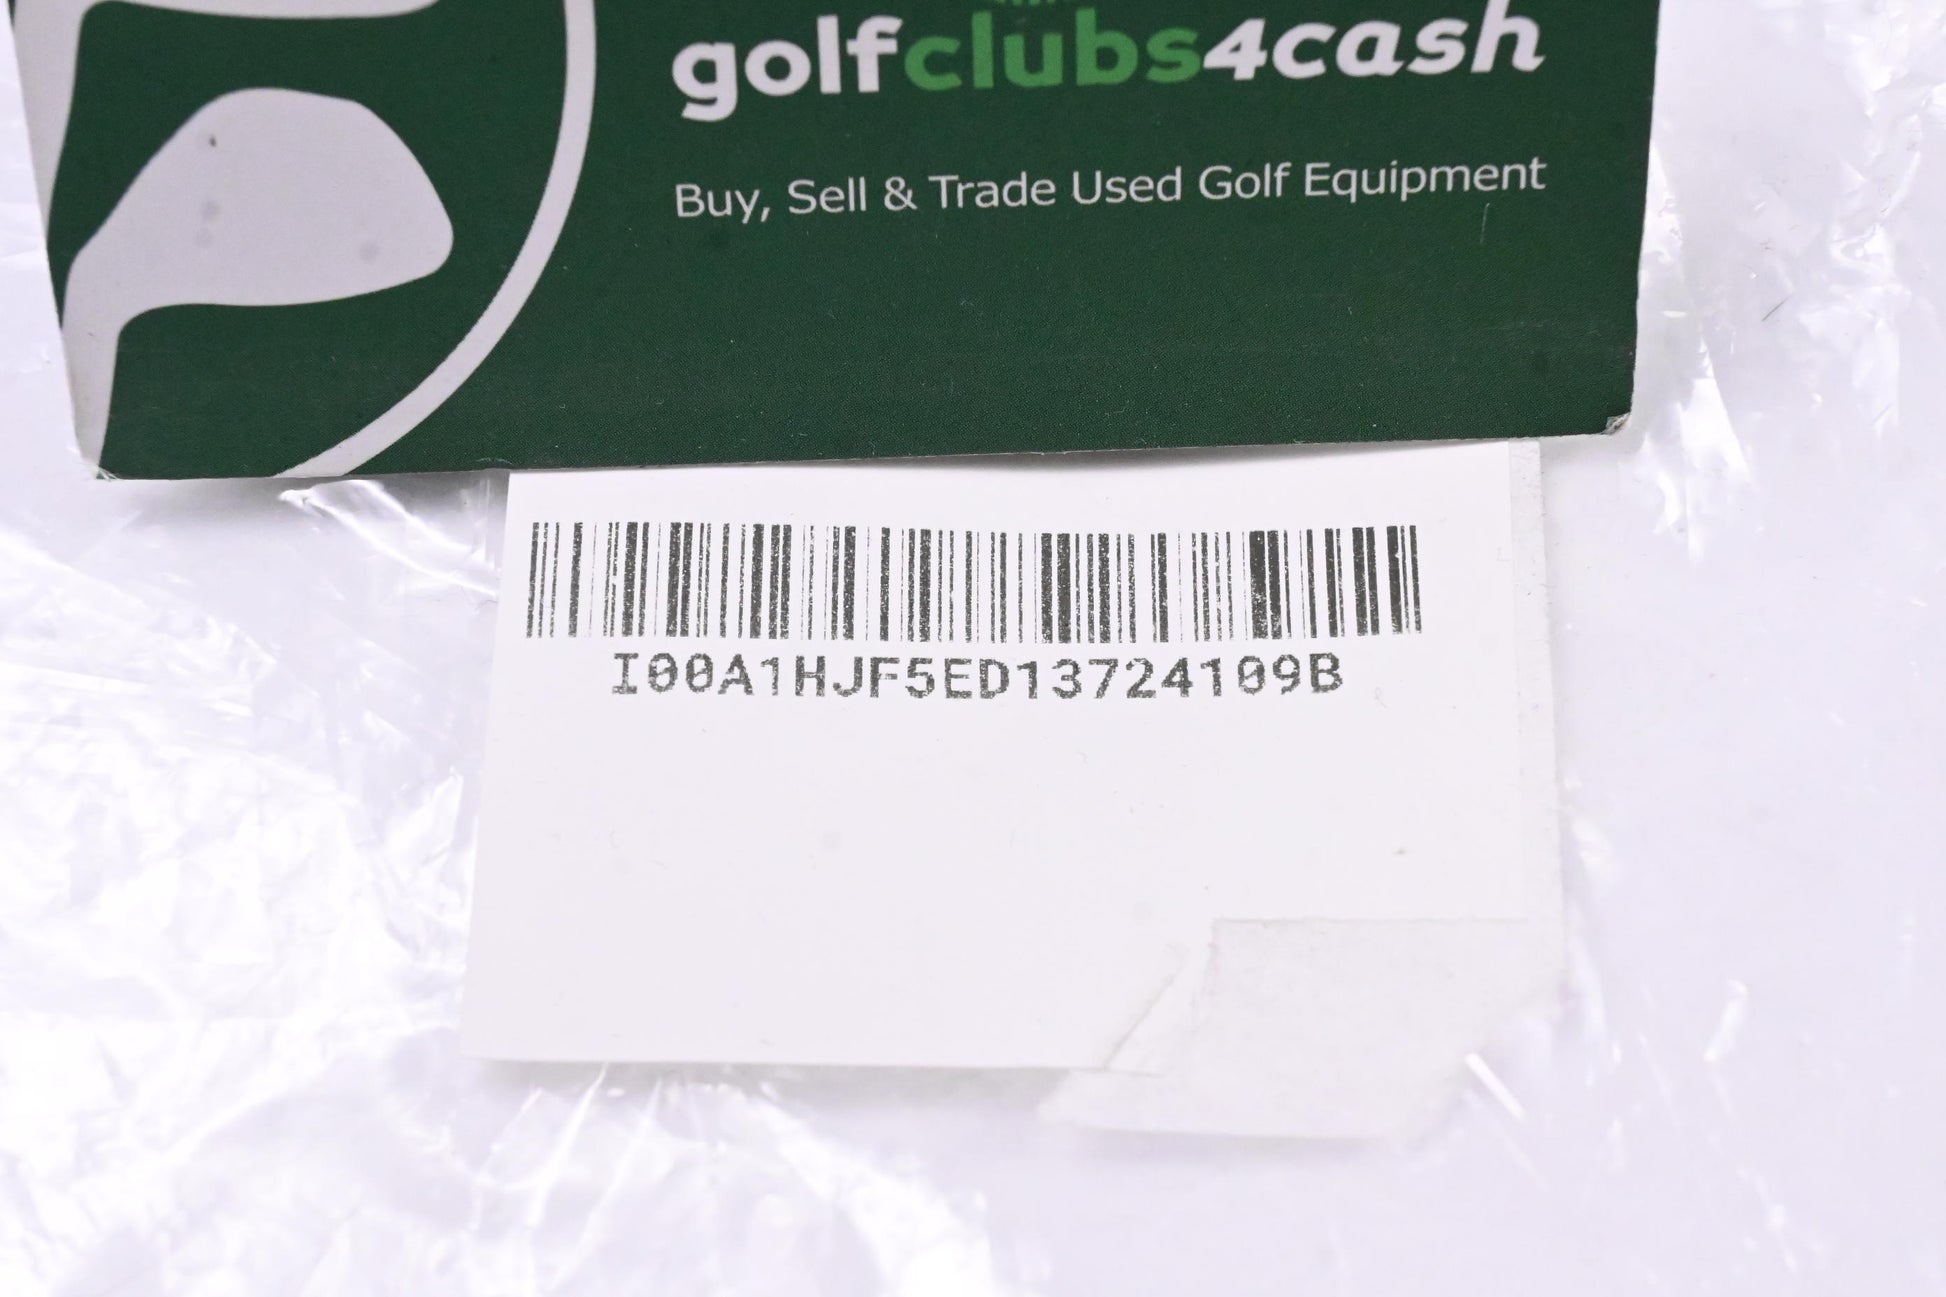 golfclubs4cash
Buy, Sell & Trade Used Golf Equipment
I00A1HJF5ED13724109B